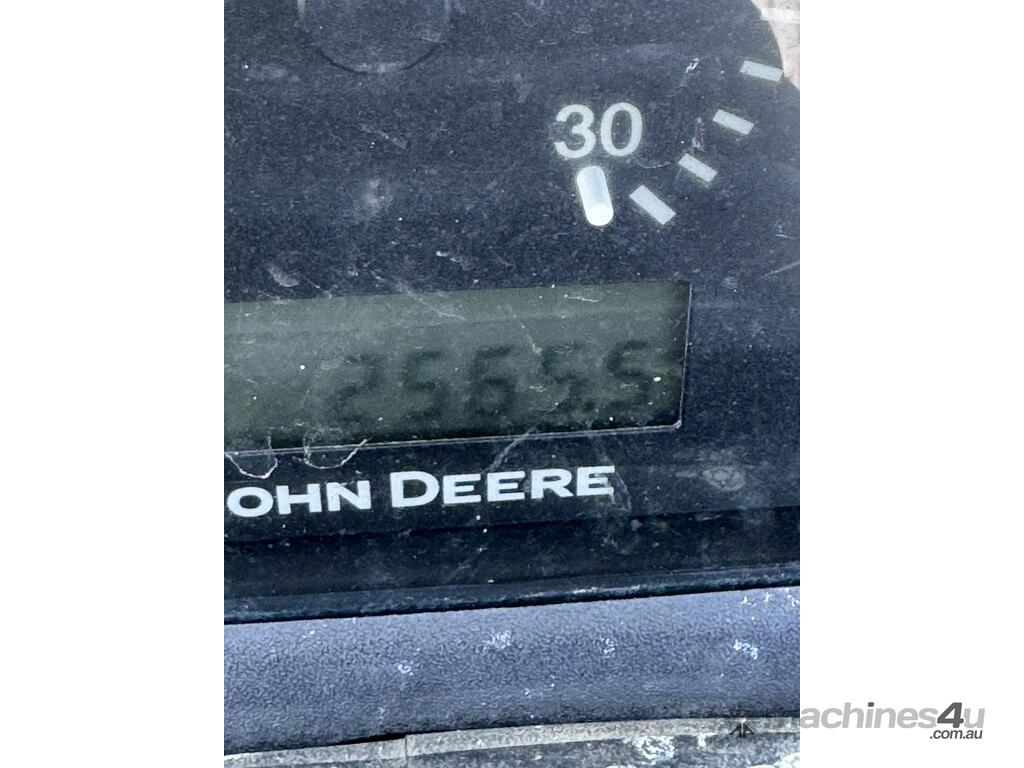 30
2565.5
OHN DEERE
machines4u
.com.au